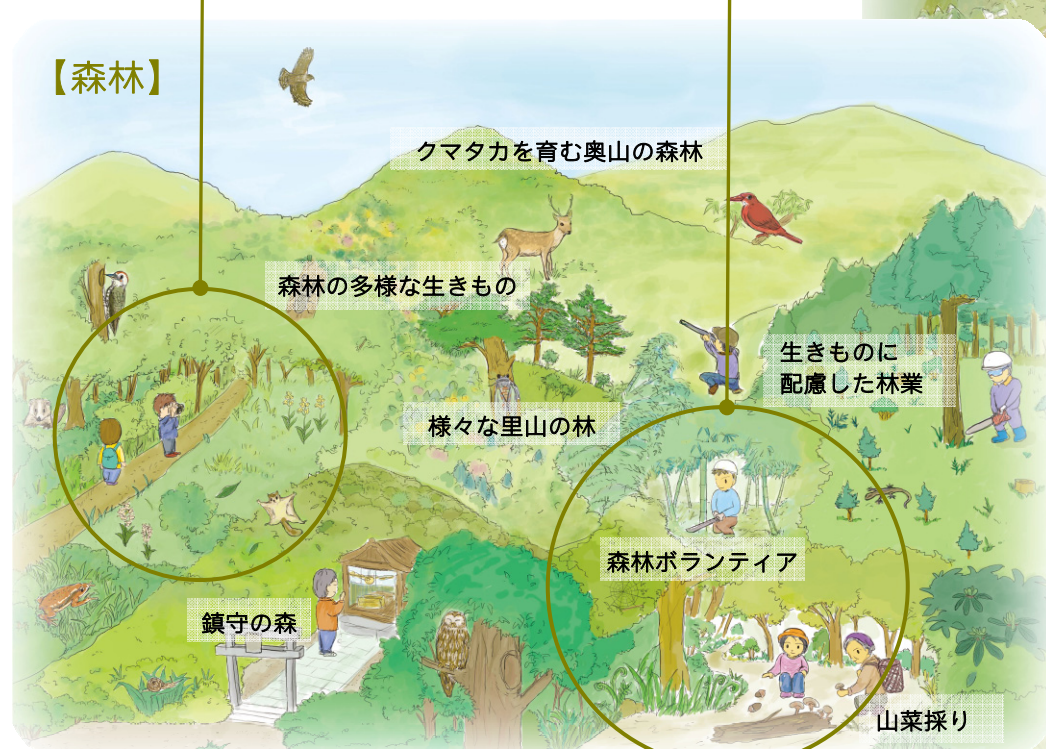 【森林】
クマタカを育む奥山の森林
森林の多様な生きもの
生きものに
配慮した林業
様々な里山の林
森林ボランティア
鎮守の森
山菜採り